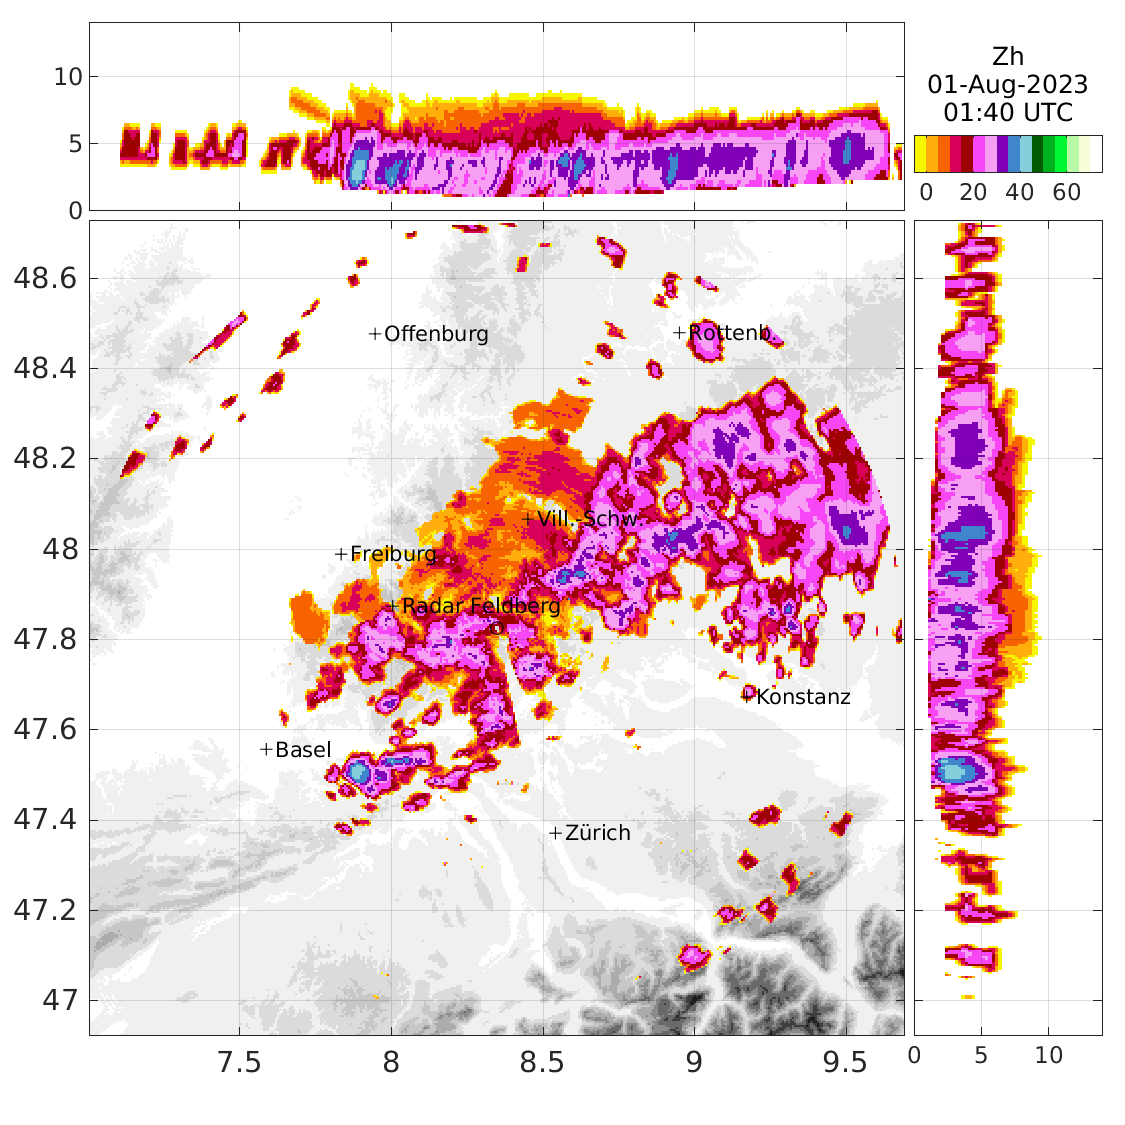 10
5
0
Zh
01-Aug-2023
01:40 UTC
0 20 40 60
48.6
48.4
48.2
48
47.8
47.6
47.4
47.2
47
+Offenburg
+Rottenb.
+Vill.-Schw.
+Freiburg
+Radar Feldberg
+Konstanz
+Basel
+Zürich
7.5 8 8.5 9 9.5
0 5 10